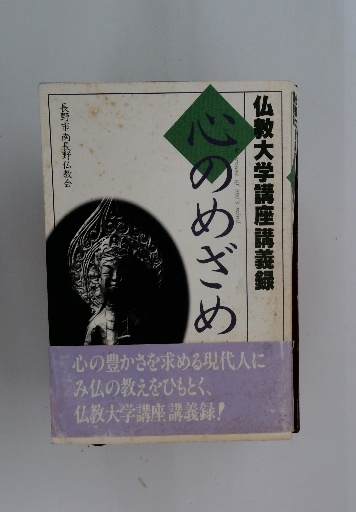 仏教大学講座講義録
心のめざめ
長野市南長野仏教会
心の豊かさを求める現代人に
み仏の教えをひもとく、
仏教大学講座講義録!